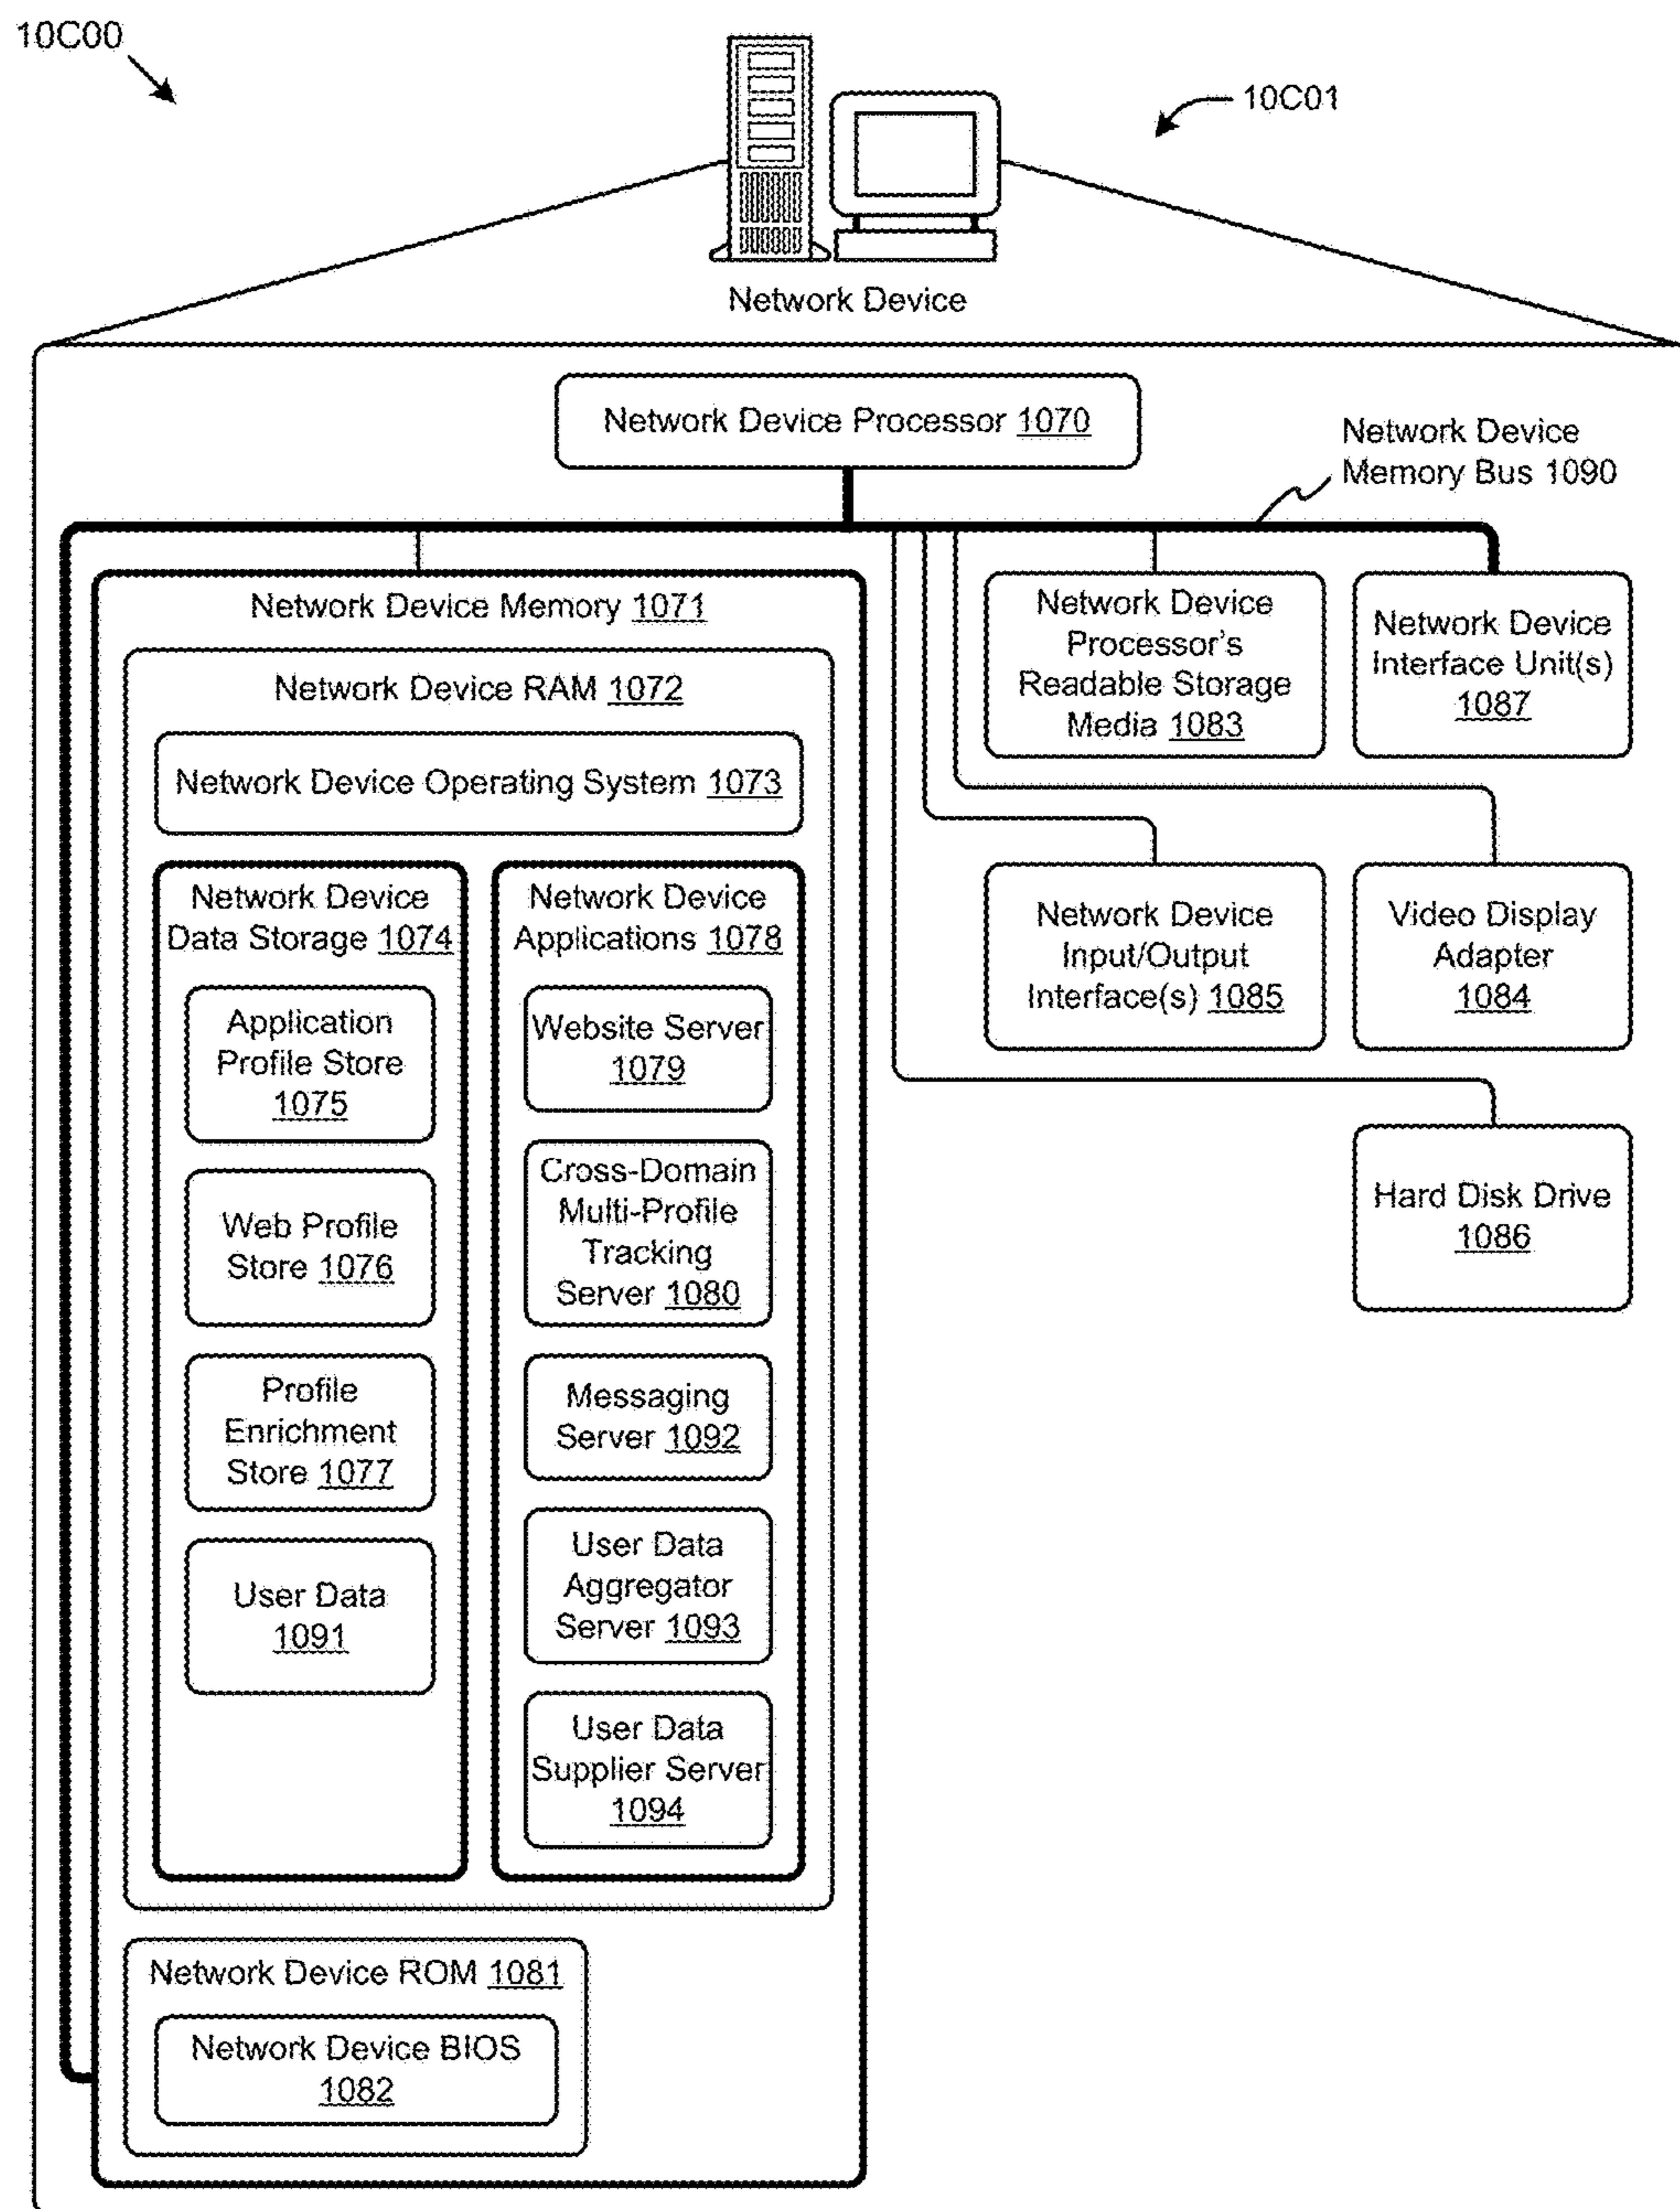 10C00
10C01
Network Device
Network Device Processor 1070
Network Device
Memory Bus 1090
Network Device Memory 1071
Network Device RAM 1072
Network Device Operating System 1073
Network Device
Data Storage 1074
Application
Profile Store
1075
Web Profile
Store 1076
Profile
Enrichment
Store 1077
User Data
1091
Network Device
Applications 1078
Website Server
1079
Cross-Domain
Multi-Profile
Tracking
Server 1080
Messaging
Server 1092
User Data
Aggregator
Server 1093
User Data
Supplier Server
1094
Network Device ROM 1081
Network Device BIOS
1082
Network Device
Processor's
Readable Storage
Media 1083
Network Device
Interface Unit(s)
1087
Network Device
Input/Output
Interface(s) 1085
Video Display
Adapter
1084
Hard Disk Drive
1086